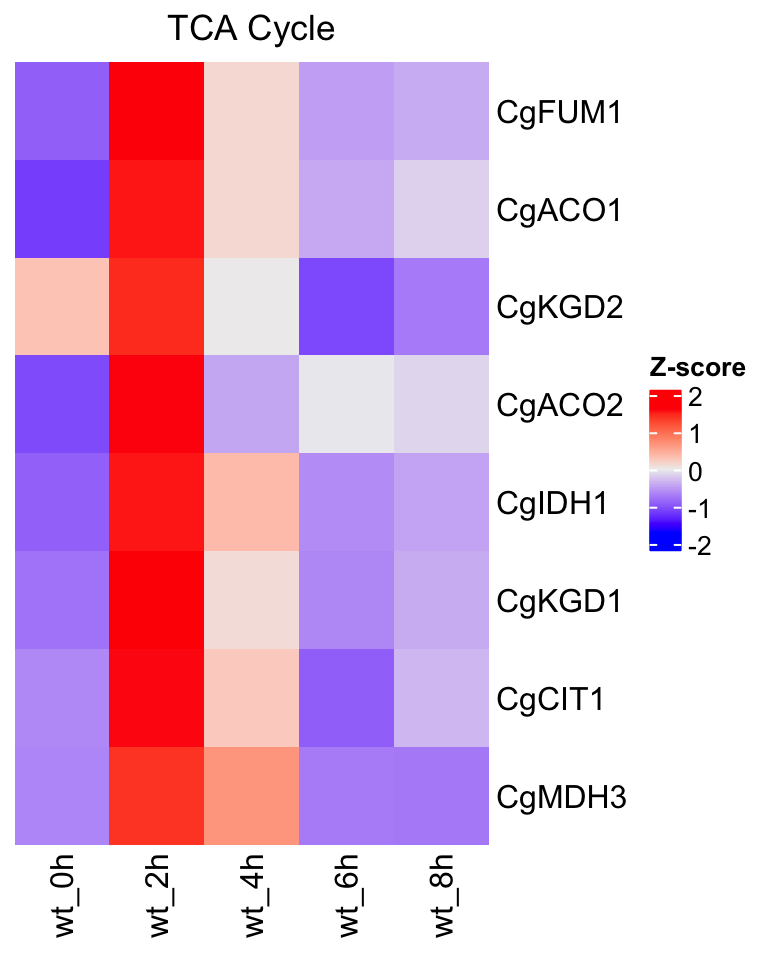 TCA Cycle
CgFUM1
CgACO1
CgKGD2
CgACO2
CgIDH1
CgKGD1
CgCIT1
CgMDH3
Z-score
2
1
0
-1
-2
wt_0h
wt_2h
wt_4h
wt_6h
wt_8h